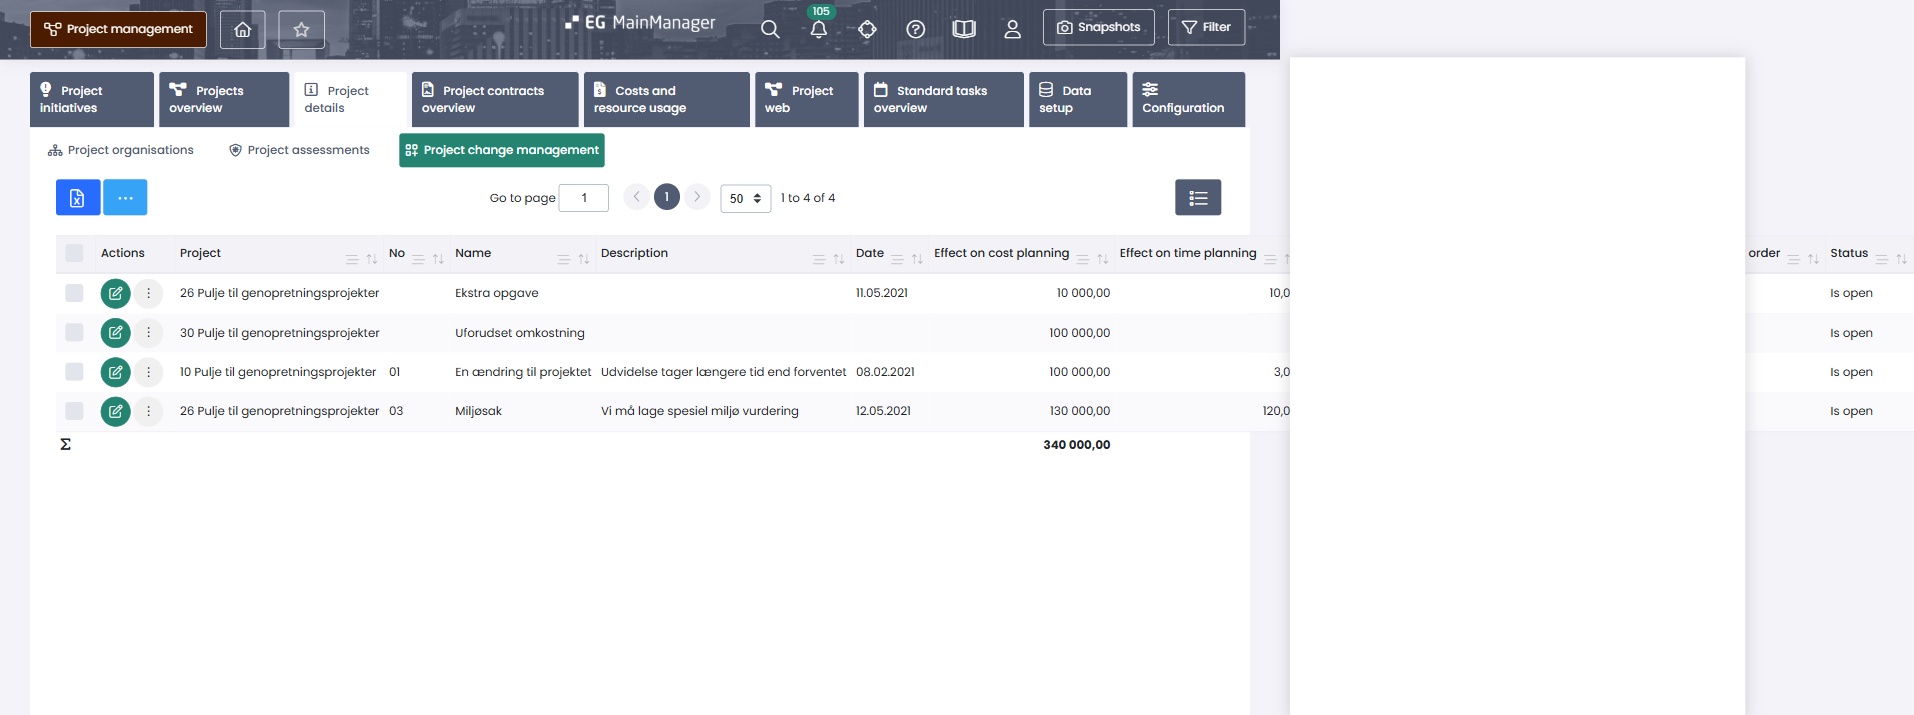 Project management
EG MainManager
105
Snapshots
Filter
Project initiatives
Projects overview
Project details
Project contracts overview
Costs and resource usage
Project web
Standard tasks overview
Data setup
Configuration
Project organisations
Project assessments
Project change management
Go to page 1
1
50
1 to 4 of 4
Actions Project No Name Description Date Effect on cost planning Effect on time planning order Status
26 Pulje til genopretningsprojekter Ekstra opgave 11.05.2021 10 000,00 10,0 Is open
30 Pulje til genopretningsprojekter Uforudset omkostning 100 000,00 Is open
10 Pulje til genopretningsprojekter 01 En ændring til projektet Udvidelse tager længere tid end forventet 08.02.2021 100 000,00 3,0 Is open
26 Pulje til genopretningsprojekter 03 Miljøsak Vi må lage spesiel miljø vurdering 12.05.2021 130 000,00 120,0 Is open
Σ 340 000,00